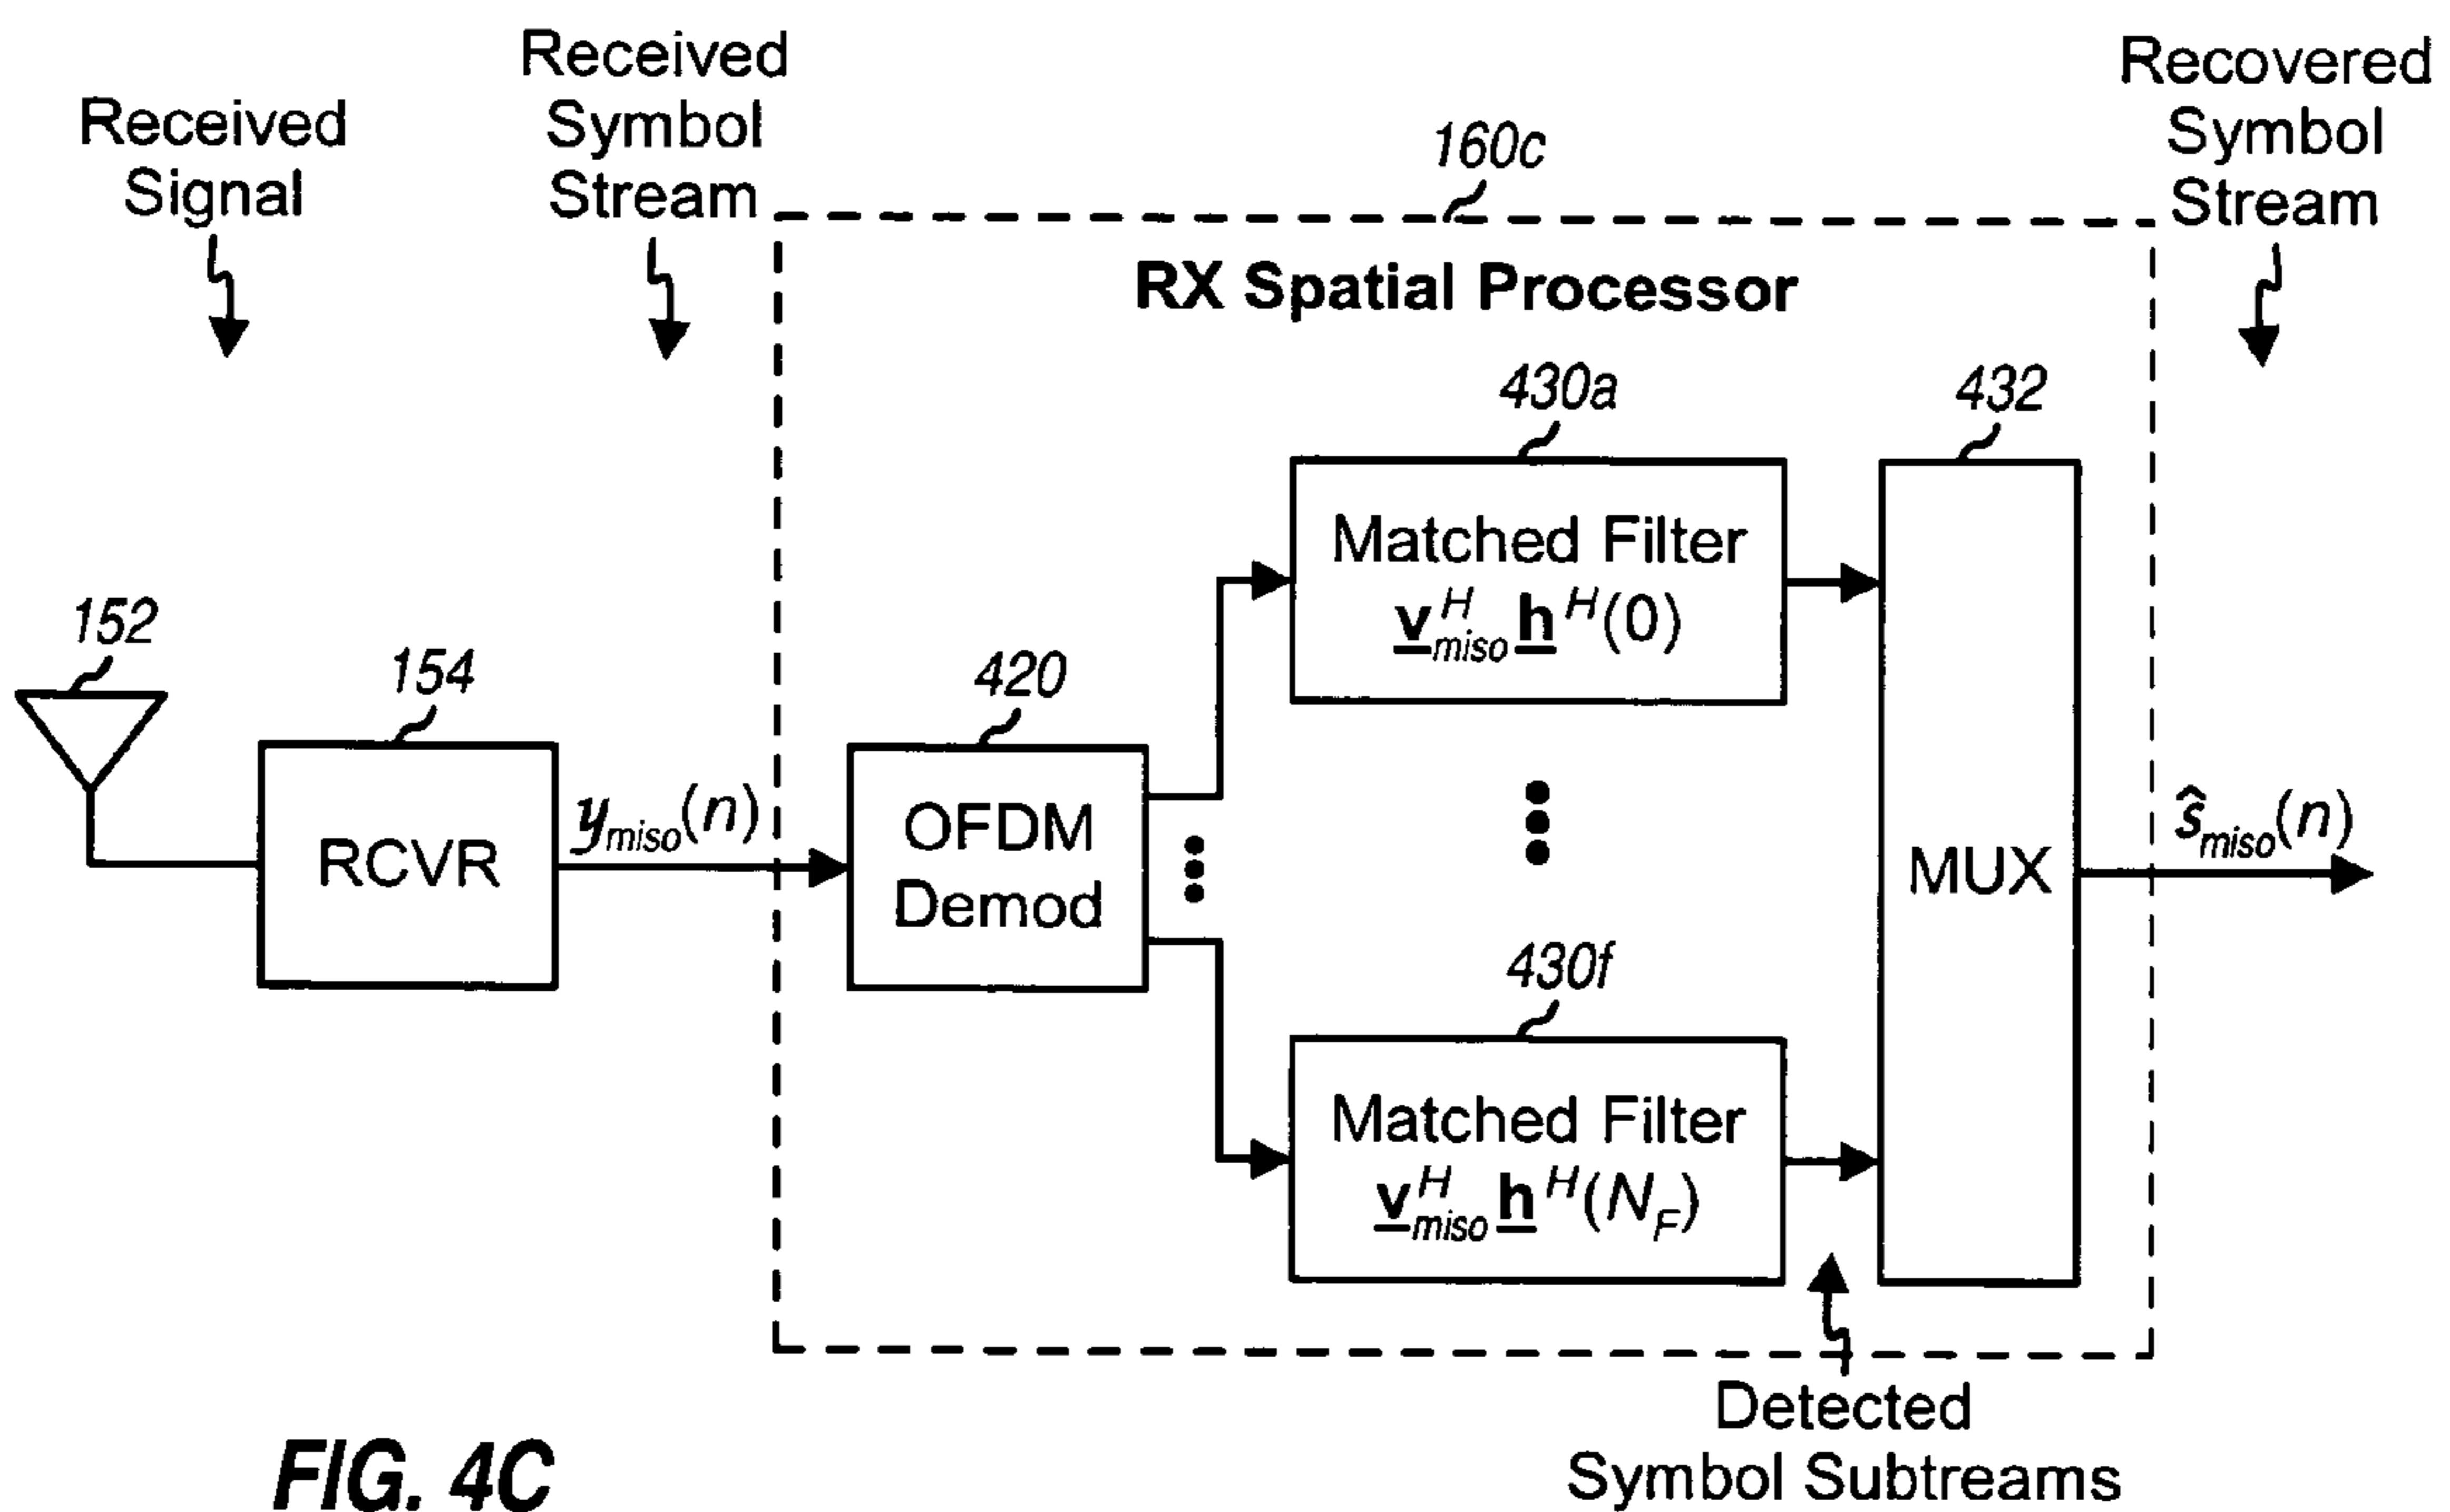 Received
Signal
Received
Symbol
Stream
Recovered
Symbol
Stream
160c
RX Spatial Processor
152
154
RCVR
y_miso(n)
420
OFDM
Demod
430a
Matched Filter
v^H_miso h^H(0)
430f
Matched Filter
v^H_miso h^H(N_F)
432
MUX
ŝ_miso(n)
Detected
Symbol Subtreams
FIG. 4C